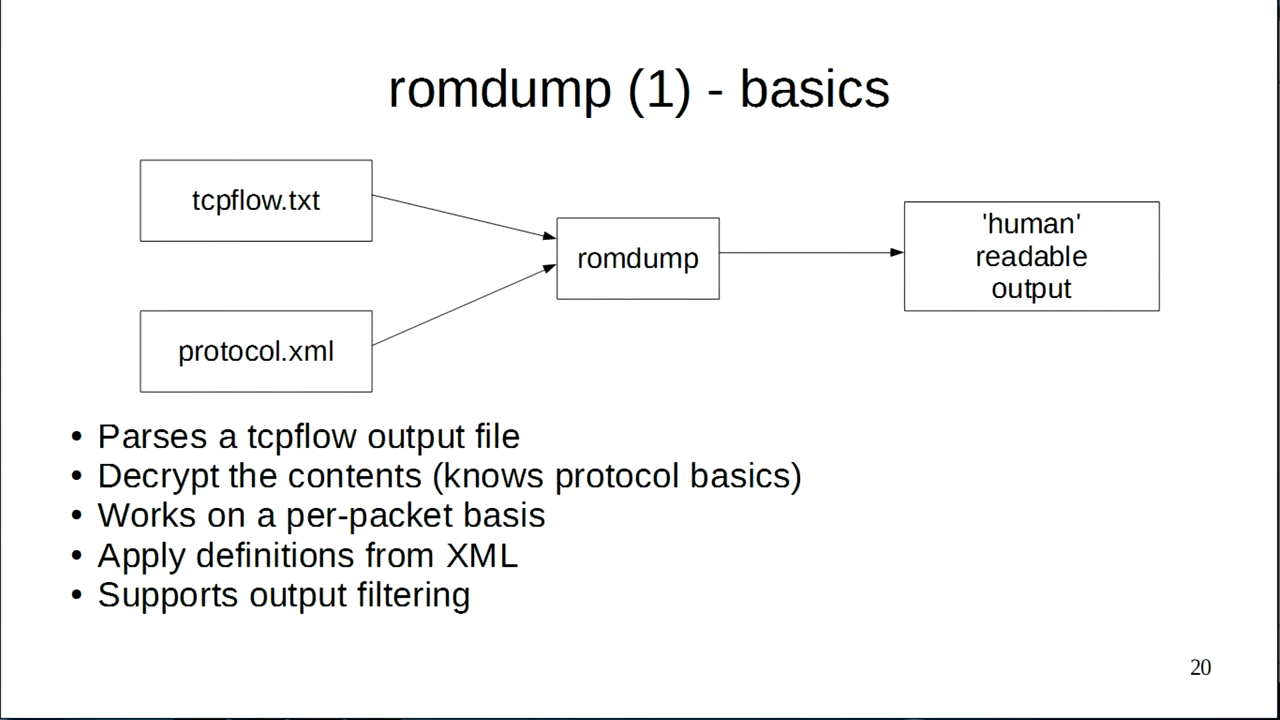 romdump (1) - basics
tcpflow.txt
protocol.xml
romdump
'human'
readable
output
• Parses a tcpflow output file
• Decrypt the contents (knows protocol basics)
• Works on a per-packet basis
• Apply definitions from XML
• Supports output filtering
20